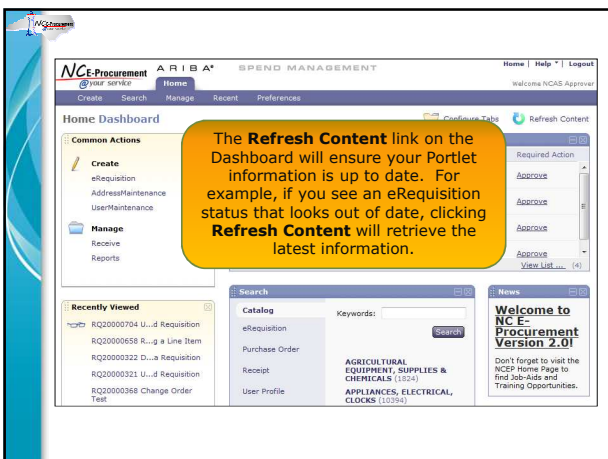 NCE-Procurement
NCE-Procurement
@your service
ARIBA®
SPEND MANAGEMENT
Home | Help | Logout
Home
Welcome NCAS Approver
Create Search Manage Recent Preferences
Home Dashboard
Configure Tabs
Refresh Content
Common Actions
Create
eRequisition
AddressMaintenance
UserMaintenance
Manage
Receive
Reports
The Refresh Content link on the
Dashboard will ensure your Portlet
information is up to date. For
example, if you see an eRequisition
status that looks out of date, clicking
Refresh Content will retrieve the
latest information.
Required Action
Approve
Approve
Approve
Approve
View List ... (4)
Recently Viewed
RQ20000704 U...d Requisition
RQ20000658 R...g a Line Item
RQ20000322 D...a Requisition
RQ20000321 U...d Requisition
RQ20000368 Change Order
Test
Search
Catalog
eRequisition
Purchase Order
Receipt
User Profile
Keywords:
Search
AGRICULTURAL
EQUIPMENT, SUPPLIES &
CHEMICALS (1824)
APPLIANCES, ELECTRICAL,
CLOCKS (10394)
News
Welcome to
NC E-
Procurement
Version 2.0!
Don't forget to visit the
NCEP Home Page to
find Job-Aids and
Training Opportunities.